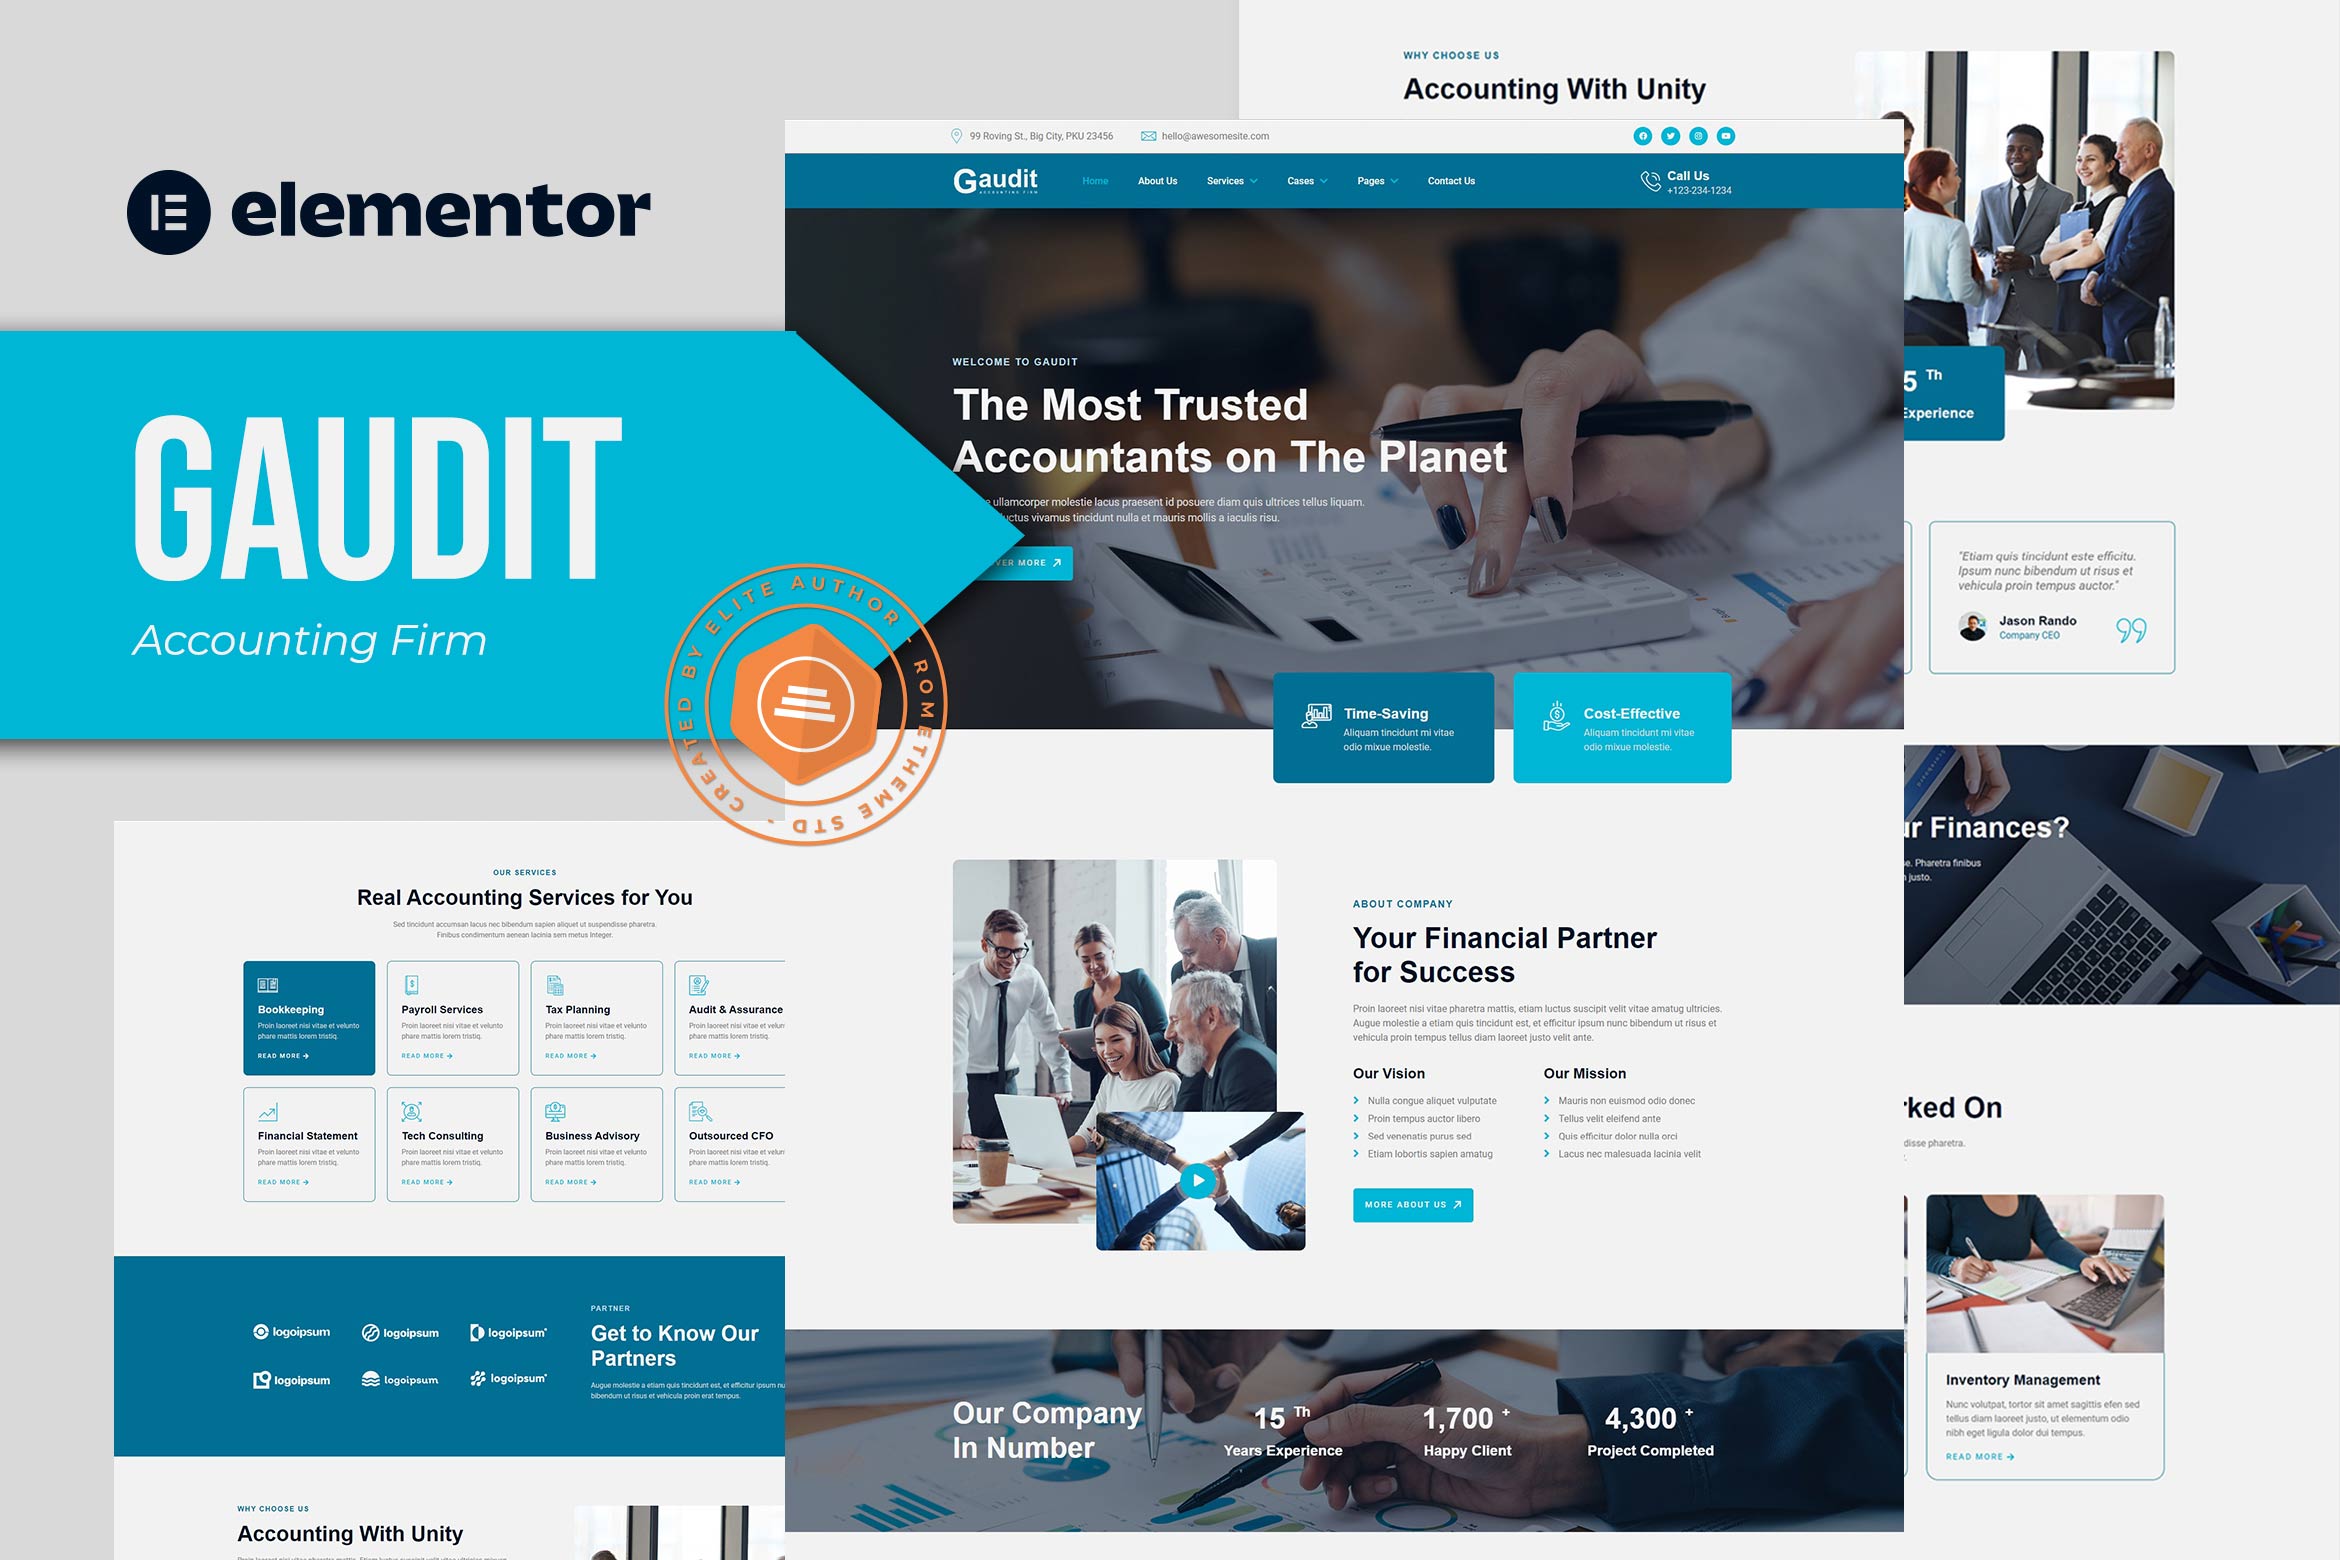 elementor
GAUDIT
Accounting Firm
CREATED BY ELITE AUTHOR - ROMETHEME STD -
WHY CHOOSE US
Accounting With Unity
99 Roving St., Big City, PKU 23456
hello@awesomesite.com
Gaudit
ACCOUNTING FIRM
Home
About Us
Services
Cases
Pages
Contact Us
Call Us
+123-234-1234
WELCOME TO GAUDIT
The Most Trusted
Accountants on The Planet
ullamcorper molestie lacus praesent id posuere diam quis ultrices tellus liquam.
vivamus tincidunt nulla et mauris mollis a iaculis risu.
MORE
Time-Saving
Aliquam tincidunt mi vitae
odio mixue molestie.
Cost-Effective
Aliquam tincidunt mi vitae
odio mixue molestie.
5 Th
Experience
"Etiam quis tincidunt este efficitu.
Ipsum nunc bibendum ut risus et
vehicula proin tempus auctor."
Jason Rando
Company CEO
ur Finances?
se. Pharetra finibus
justo.
OUR SERVICES
Real Accounting Services for You
Sed tincidunt accumsan lacus nec bibendum sapien aliquet ut suspendisse pharetra.
Finibus condimentum aenean lacinia sem metus Integer.
Bookkeeping
Proin laoreet nisi vitae et velunto
phare mattis lorem tristiq.
READ MORE
Payroll Services
Proin laoreet nisi vitae et velunto
phare mattis lorem tristiq.
READ MORE
Tax Planning
Proin laoreet nisi vitae et velunto
phare mattis lorem tristiq.
READ MORE
Audit & Assurance
Proin laoreet nisi vitae et velun
phare mattis lorem tristiq.
READ MORE
Financial Statement
Proin laoreet nisi vitae et velunto
phare mattis lorem tristiq.
READ MORE
Tech Consulting
Proin laoreet nisi vitae et velunto
phare mattis lorem tristiq.
READ MORE
Business Advisory
Proin laoreet nisi vitae et velunto
phare mattis lorem tristiq.
READ MORE
Outsourced CFO
Proin laoreet nisi vitae et velun
phare mattis lorem tristiq.
READ MORE
ABOUT COMPANY
Your Financial Partner
for Success
Proin laoreet nisi vitae pharetra mattis, etiam luctus suscipit velit vitae amatug ultricies.
Augue molestie a etiam quis tincidunt est, et efficitur ipsum nunc bibendum ut risus et
vehicula proin tempus tellus diam laoreet justo velit ante.
Our Vision
Nulla congue aliquet vulputate
Proin tempus auctor libero
Sed venenatis purus sed
Etiam lobortis sapien amatug
Our Mission
Mauris non euismod odio donec
Tellus velit eleifend ante
Quis efficitur dolor nulla orci
Lacus nec malesuada lacinia velit
MORE ABOUT US
rked On
disse pharetra.
Inventory Management
Nunc volutpat, tortor sit amet sagittis efen sed
tellus diam laoreet justo, ut elementum odio
nibh eget ligula dolor dui tempus.
READ MORE
logoipsum
logoipsum
logoipsum
logoipsum
logoipsum
logoipsum
PARTNER
Get to Know Our
Partners
Augue molestie a etiam quis tincidunt est, et efficitur ipsum nu
bibendum ut risus et vehicula proin erat tempus.
Our Company
In Number
15 Th
Years Experience
1,700 +
Happy Client
4,300 +
Project Completed
WHY CHOOSE US
Accounting With Unity